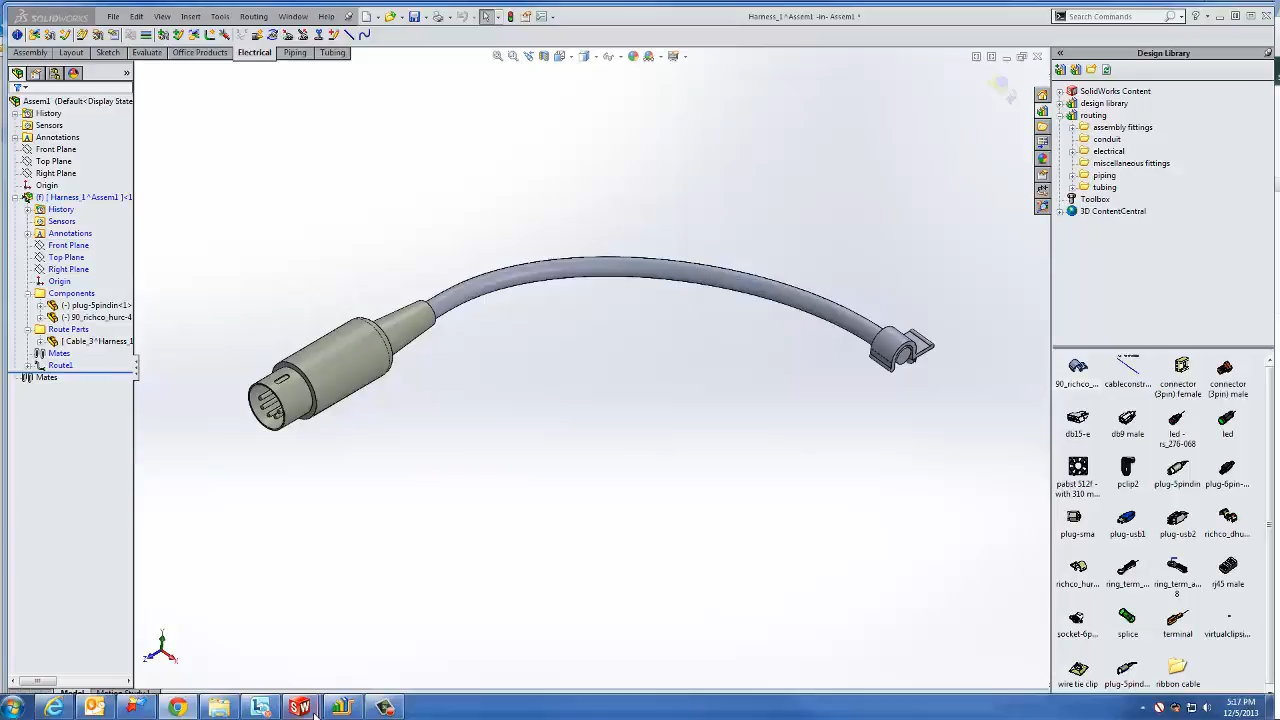 SOLIDWORKS File Edit View Insert Tools Routing Window Help Harness_1^Assem1 -in- Assem1 * Search Commands
Assembly Layout Sketch Evaluate Office Products Electrical Piping Tubing Design Library
Assem1 (Default<Display State
History
Sensors
Annotations
Front Plane
Top Plane
Right Plane
Origin
(f) [ Harness_1^Assem1 ]<1
History
Sensors
Annotations
Front Plane
Top Plane
Right Plane
Origin
Components
(-) plug-5pindin<1>
(-) 90_richco_hurc-4
Route Parts
[ Cable_3^Harness_1
Mates
Route1
Mates
SolidWorks Content
design library
routing
assembly fittings
conduit
electrical
miscellaneous fittings
piping
tubing
Toolbox
3D ContentCentral
90_richco_... cableconstr... connector (3pin) female connector (3pin) male
db15-e db9 male led - rs_276-068 led
pabst 512f - with 310 m... pclip2 plug-5pindin plug-6pin-...
plug-sma plug-usb1 plug-usb2 richco_dhu...
richco_hur... ring_term_... ring_term_a... 8 rj45 male
socket-6p... splice terminal virtualclips...
wire tie clip plug-5pind... ribbon cable
Model Motion Study 1
5:17 PM
12/5/2013